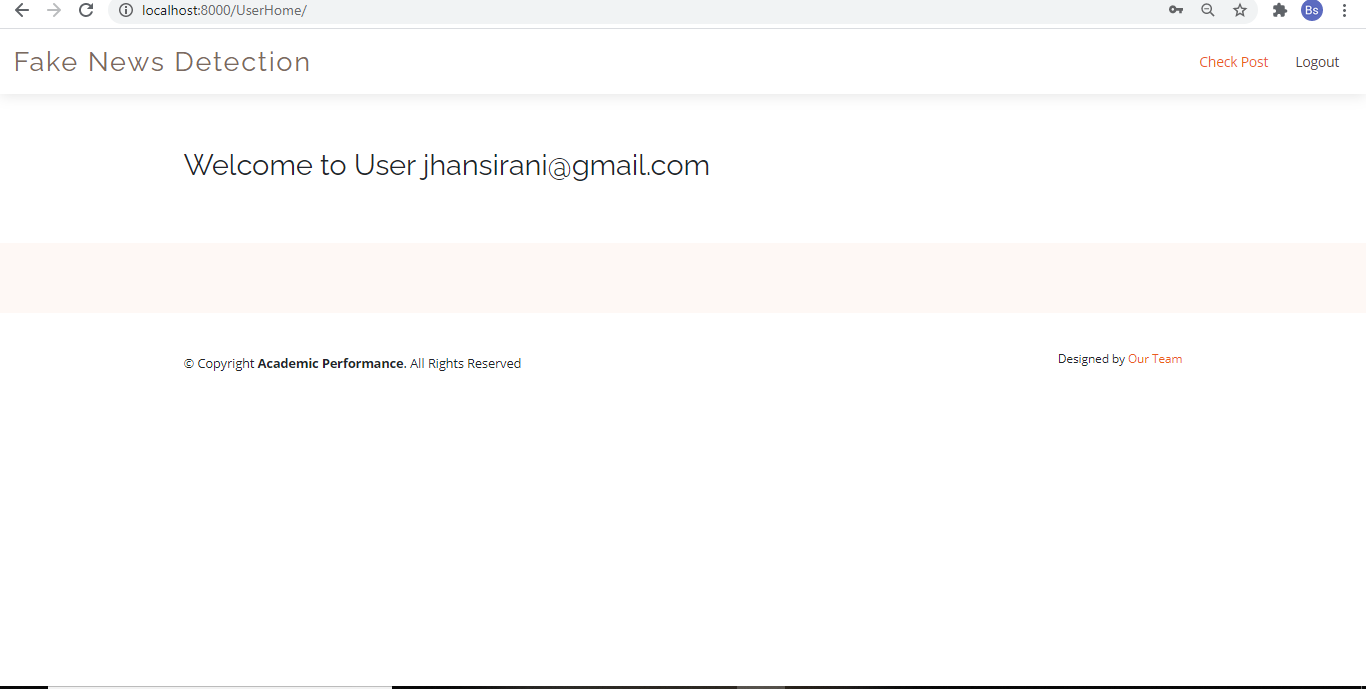 localhost:8000/UserHome/
Bs
Fake News Detection
Check Post Logout
Welcome to User jhansirani@gmail.com
© Copyright Academic Performance. All Rights Reserved
Designed by Our Team